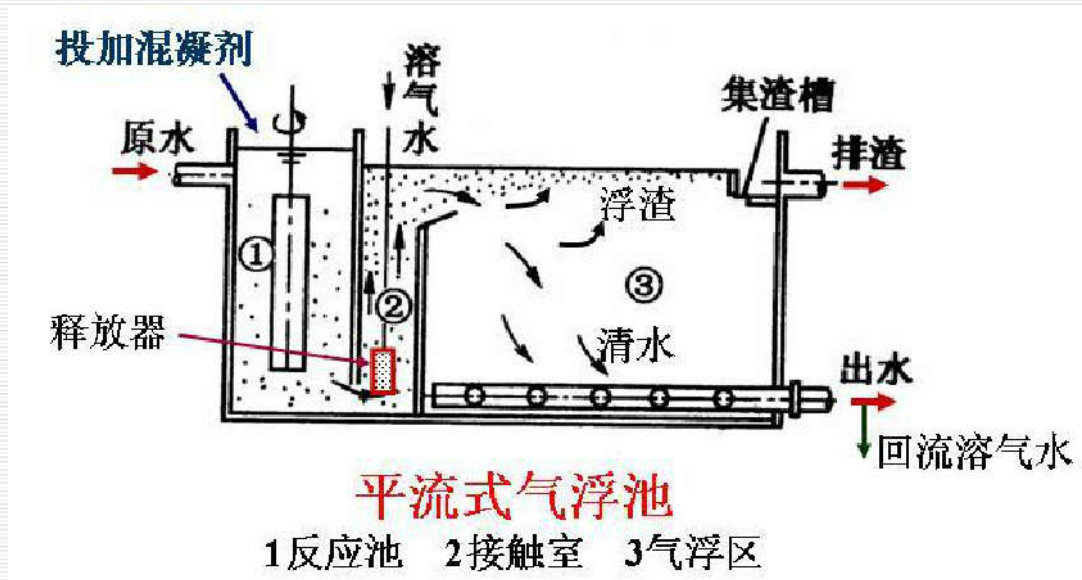 投加混凝剂
溶气水
集渣槽
原水
排渣
浮渣
①
②
③
释放器
清水
出水
回流溶气水
平流式气浮池
1反应池 2接触室 3气浮区